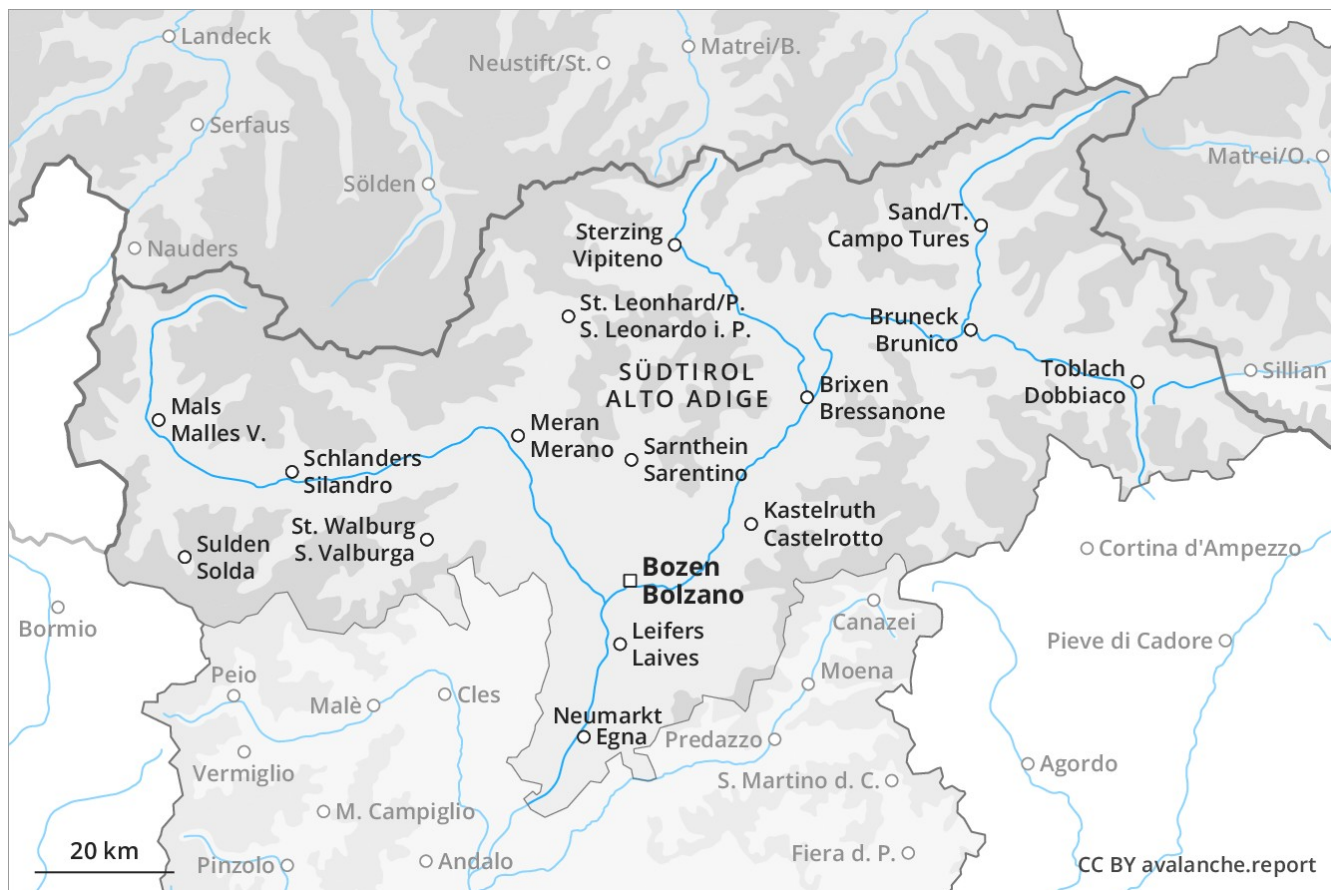 Landeck
Matrei/B.
Neustift/St.
Serfaus
Matrei/O.
Sölden
Sand/T.
Campo Tures
Sterzing
Vipiteno
Nauders
St. Leonhard/P.
S. Leonardo i. P.
Bruneck
Brunico
SÜDTIROL
ALTO ADIGE
Toblach
Dobbiaco
Sillian
Brixen
Bressanone
Mals
Malles V.
Meran
Merano
Sarnthein
Sarentino
Schlanders
Silandro
Kastelruth
Castelrotto
St. Walburg
S. Valburga
Sulden
Solda
Cortina d'Ampezzo
Bozen
Bolzano
Bormio
Canazei
Leifers
Laives
Pieve di Cadore
Peio
Moena
Malè
Cles
Neumarkt
Egna
Predazzo
Vermiglio
Agordo
S. Martino d. C.
M. Campiglio
20 km
Pinzolo
Andalo
Fiera d. P.
CC BY avalanche.report